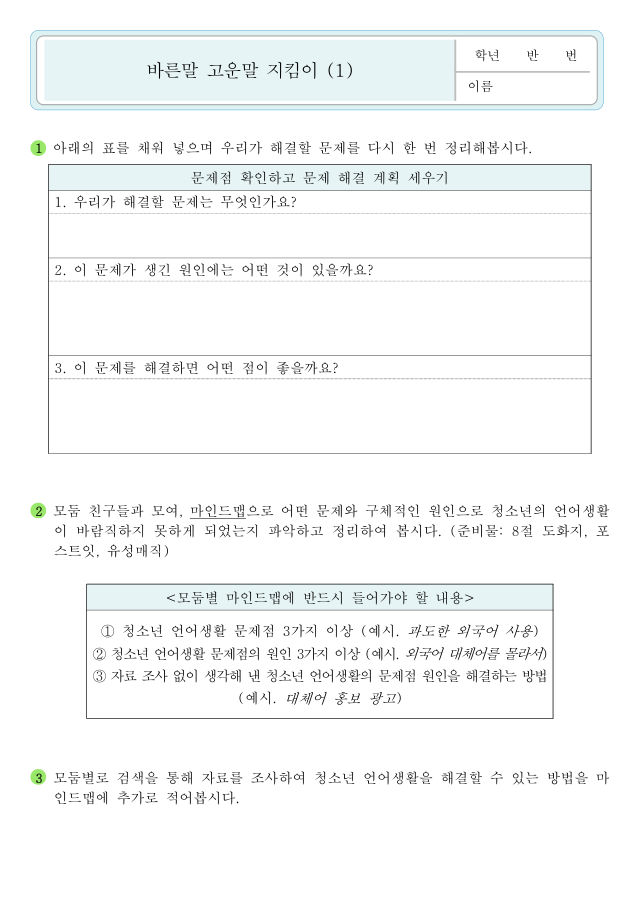 바른말 고운말 지킴이 (1)
학년 반 번
이름
1 아래의 표를 채워 넣으며 우리가 해결할 문제를 다시 한 번 정리해봅시다.
문제점 확인하고 문제 해결 계획 세우기
1. 우리가 해결할 문제는 무엇인가요?
2. 이 문제가 생긴 원인에는 어떤 것이 있을까요?
3. 이 문제를 해결하면 어떤 점이 좋을까요?
2 모둠 친구들과 모여, 마인드맵으로 어떤 문제와 구체적인 원인으로 청소년의 언어생활
이 바람직하지 못하게 되었는지 파악하고 정리하여 봅시다. (준비물: 8절 도화지, 포
스트잇, 유성매직)
<모둠별 마인드맵에 반드시 들어가야 할 내용>
① 청소년 언어생활 문제점 3가지 이상 (예시. 과도한 외국어 사용)
② 청소년 언어생활 문제점의 원인 3가지 이상 (예시. 외국어 대체어를 몰라서)
③ 자료 조사 없이 생각해 낸 청소년 언어생활의 문제점 원인을 해결하는 방법
(예시. 대체어 홍보 광고)
3 모둠별로 검색을 통해 자료를 조사하여 청소년 언어생활을 해결할 수 있는 방법을 마
인드맵에 추가로 적어봅시다.